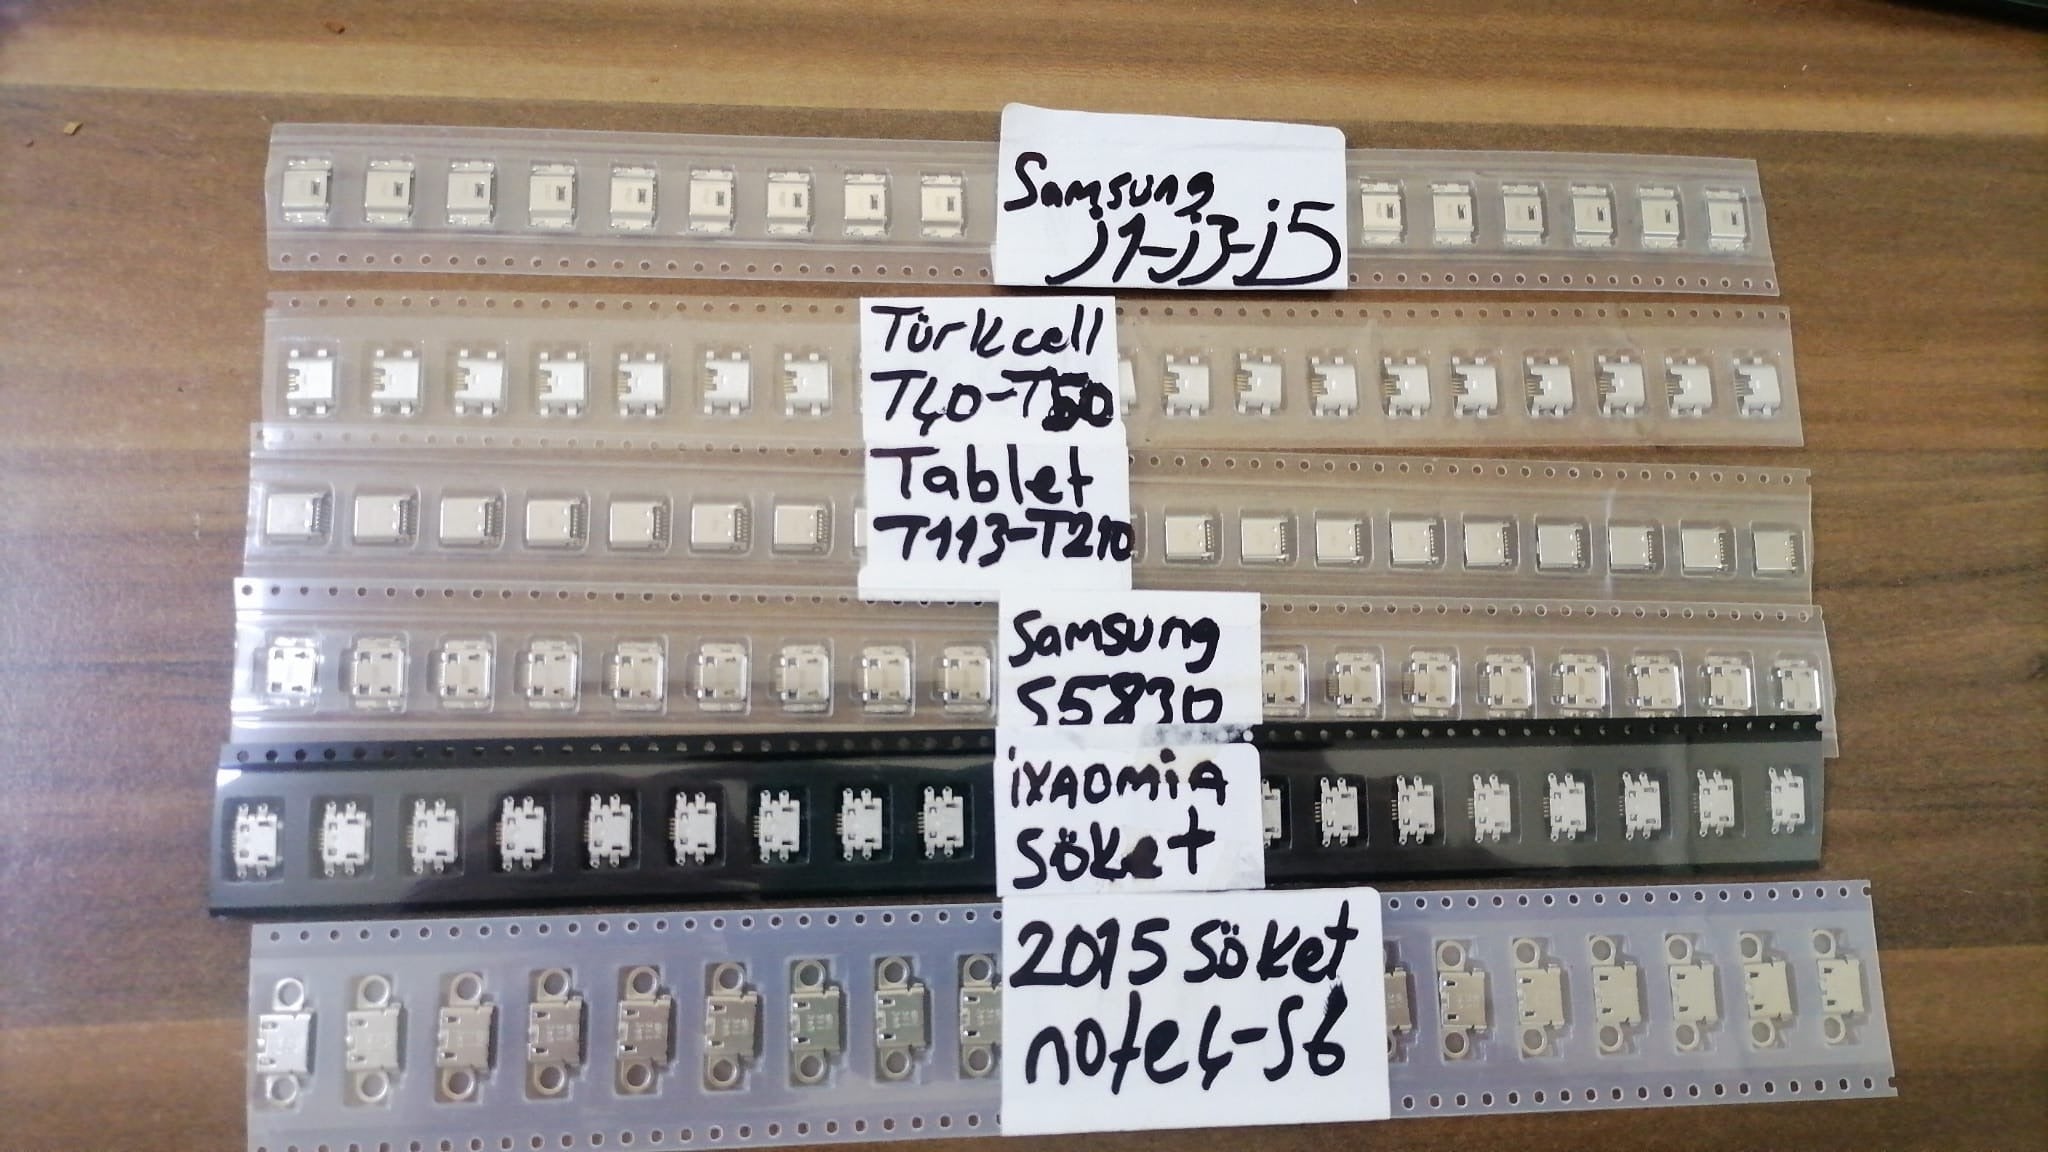 Samsung
j1-j3-j5
Türkcell
T40-T50
Tablet
T113-T210
Samsung
S5830
iXAOMiA
SöKet
2015 Söket
note4-S6